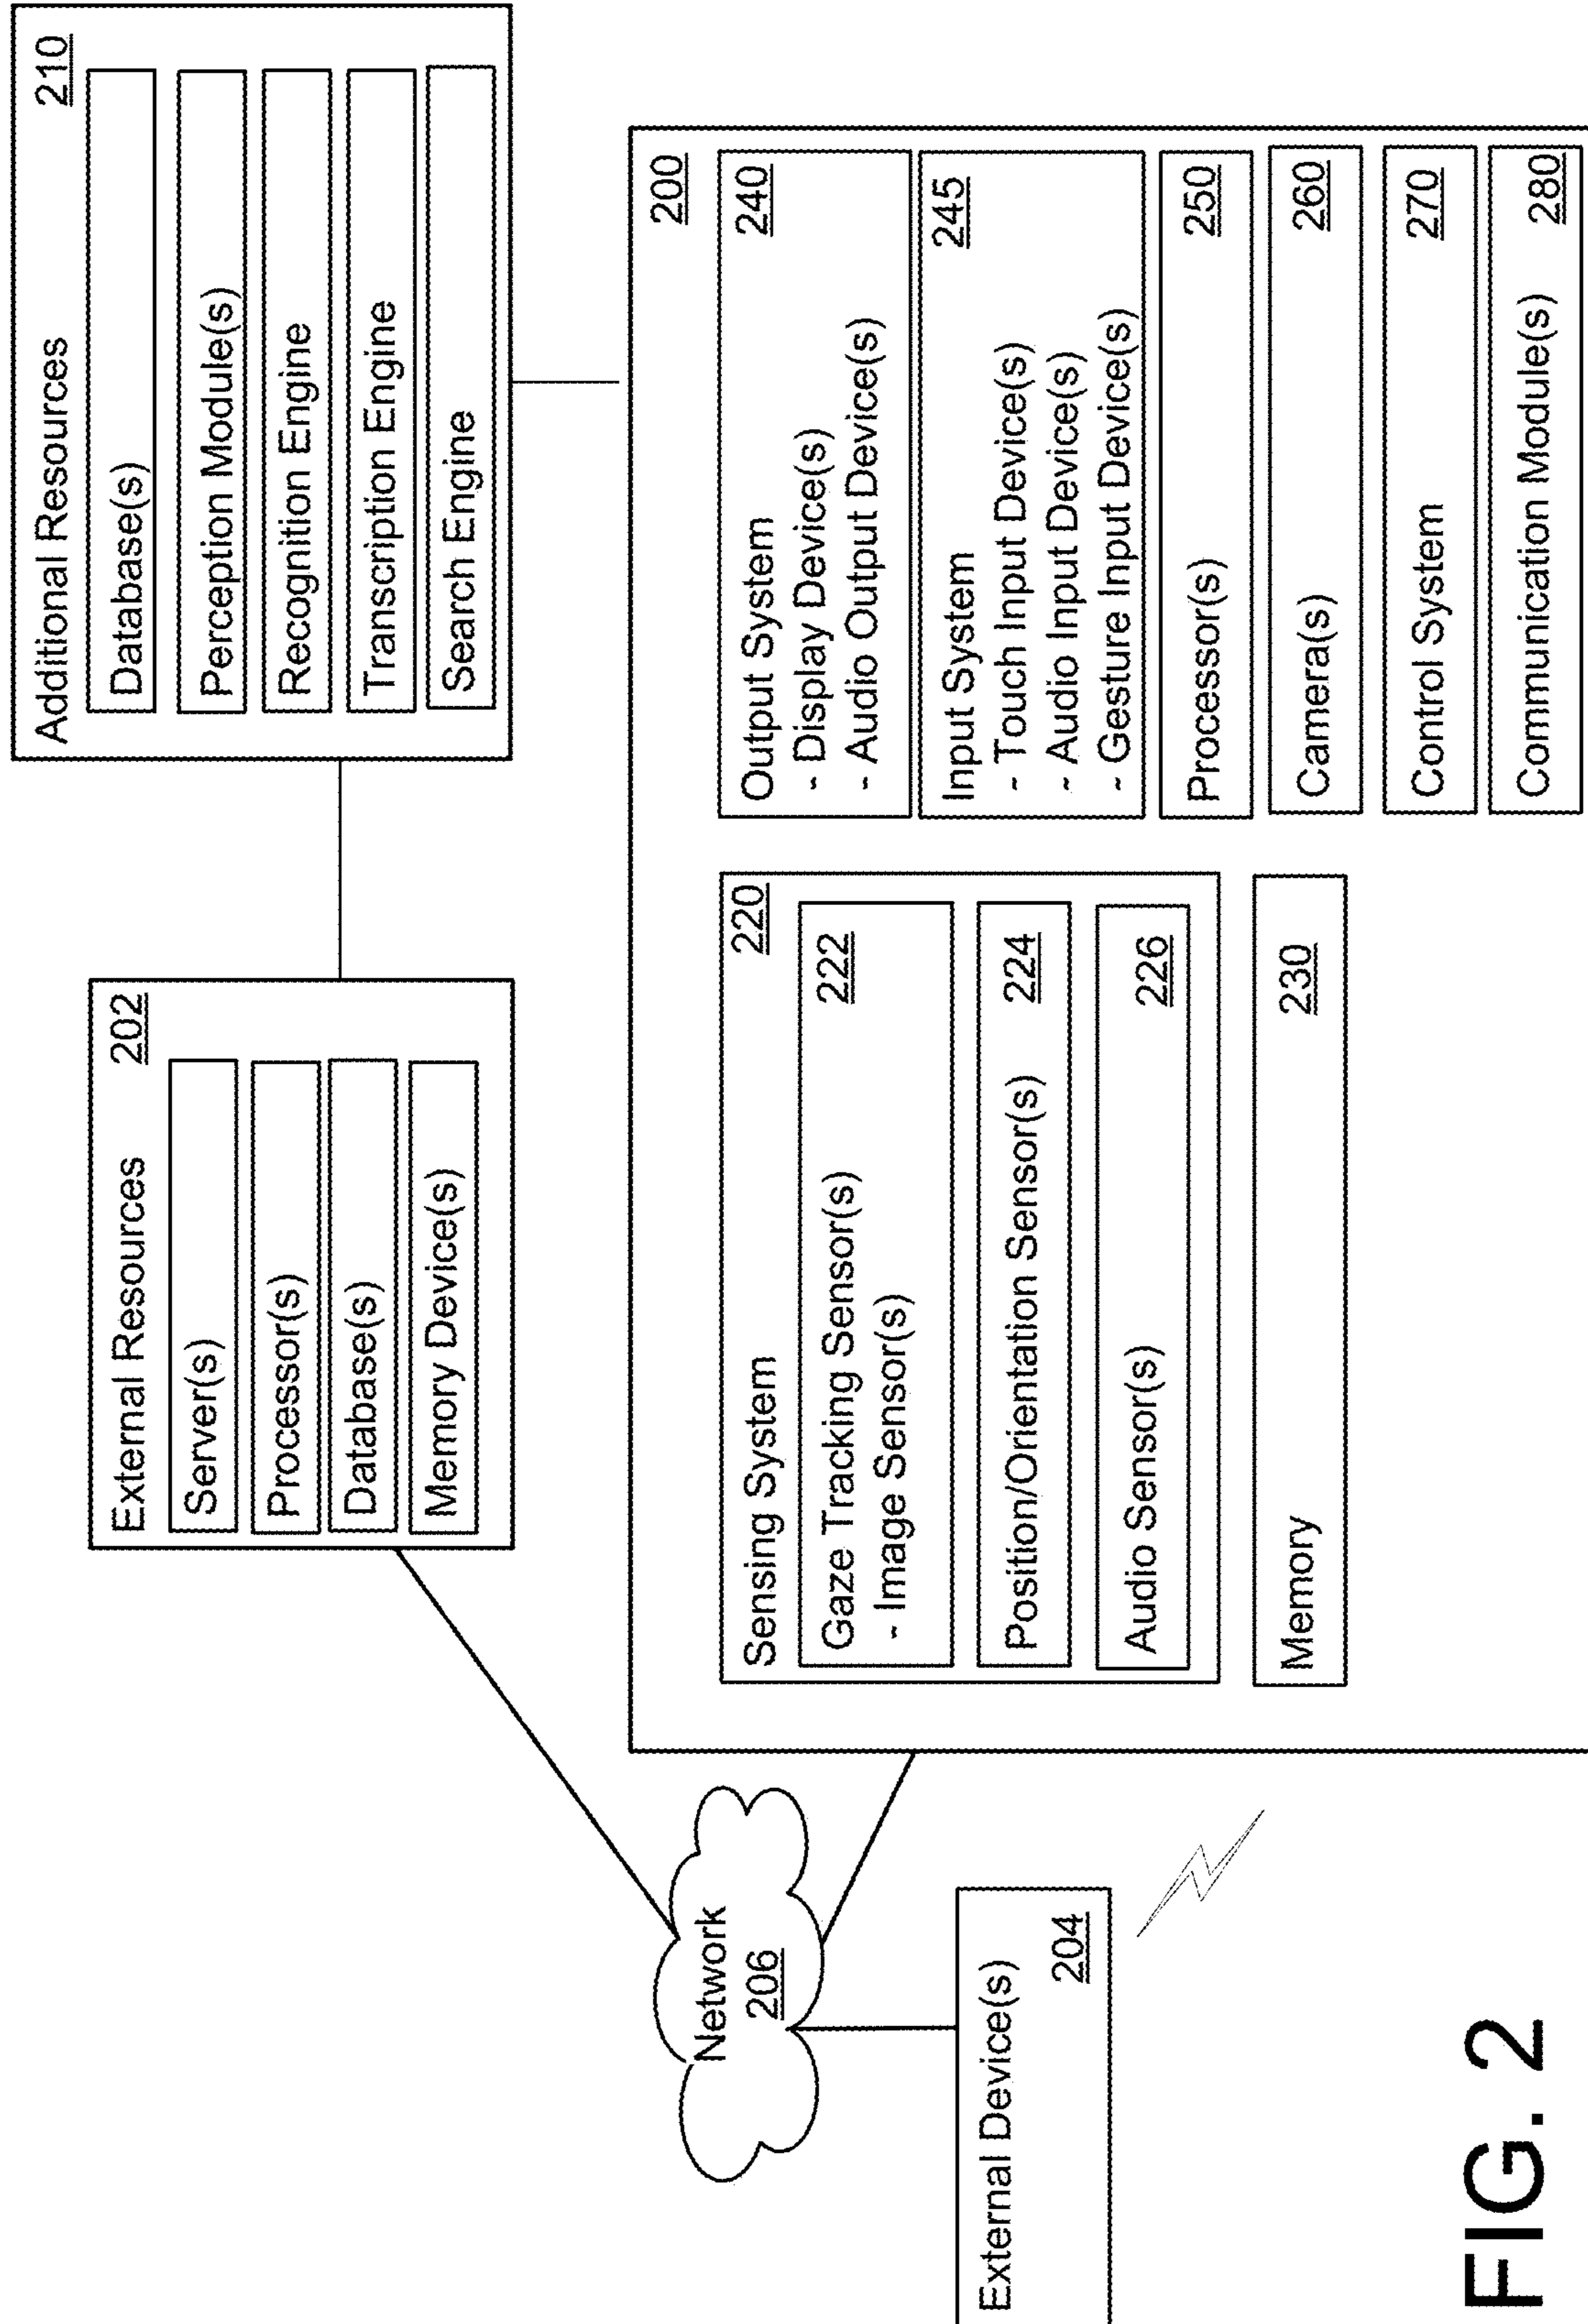 External Resources 202
Server(s)
Processor(s)
Database(s)
Memory Device(s)
Additional Resources 210
Database(s)
Perception Module(s)
Recognition Engine
Transcription Engine
Search Engine
Network
206
External Device(s)
204
200
Sensing System 220
Gaze Tracking Sensor(s) 222
- Image Sensor(s)
Position/Orientation Sensor(s) 224
Audio Sensor(s) 226
Memory 230
Output System 240
- Display Device(s)
- Audio Output Device(s)
Input System 245
- Touch Input Device(s)
- Audio Input Device(s)
- Gesture Input Device(s)
Processor(s) 250
Camera(s) 260
Control System 270
Communication Module(s) 280
FIG. 2